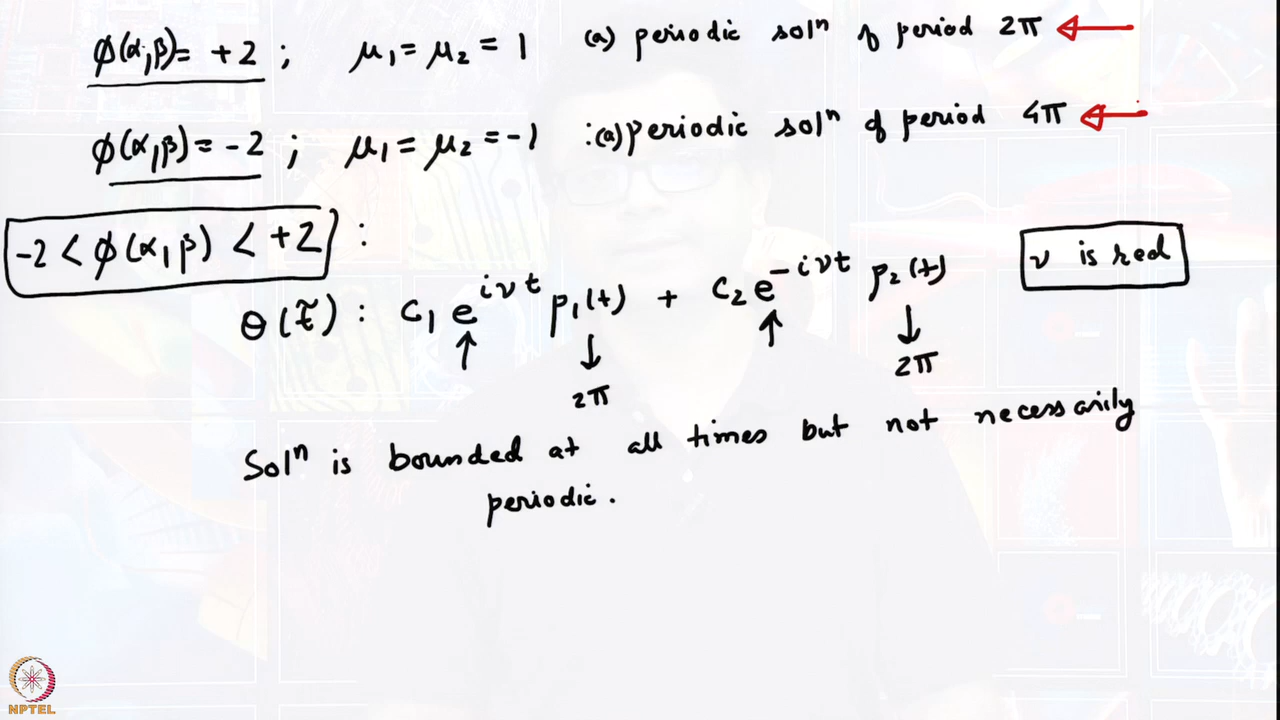 ϕ(α,β)= +2 ; μ₁ = μ₂ = 1 (a) periodic solⁿ of period 2π
ϕ(α,β) = -2 ; μ₁ = μ₂ = -1 :(a) periodic solⁿ of period 4π
-2 < ϕ(α,β) < +2 :
ν is real
θ(t̃) : c₁ e^{iνt} p₁(t) + c₂ e^{-iνt} p₂(t)
↑ ↓ ↑ ↓
2π 2π
Solⁿ is bounded at all times but not necessarily
periodic.
NPTEL